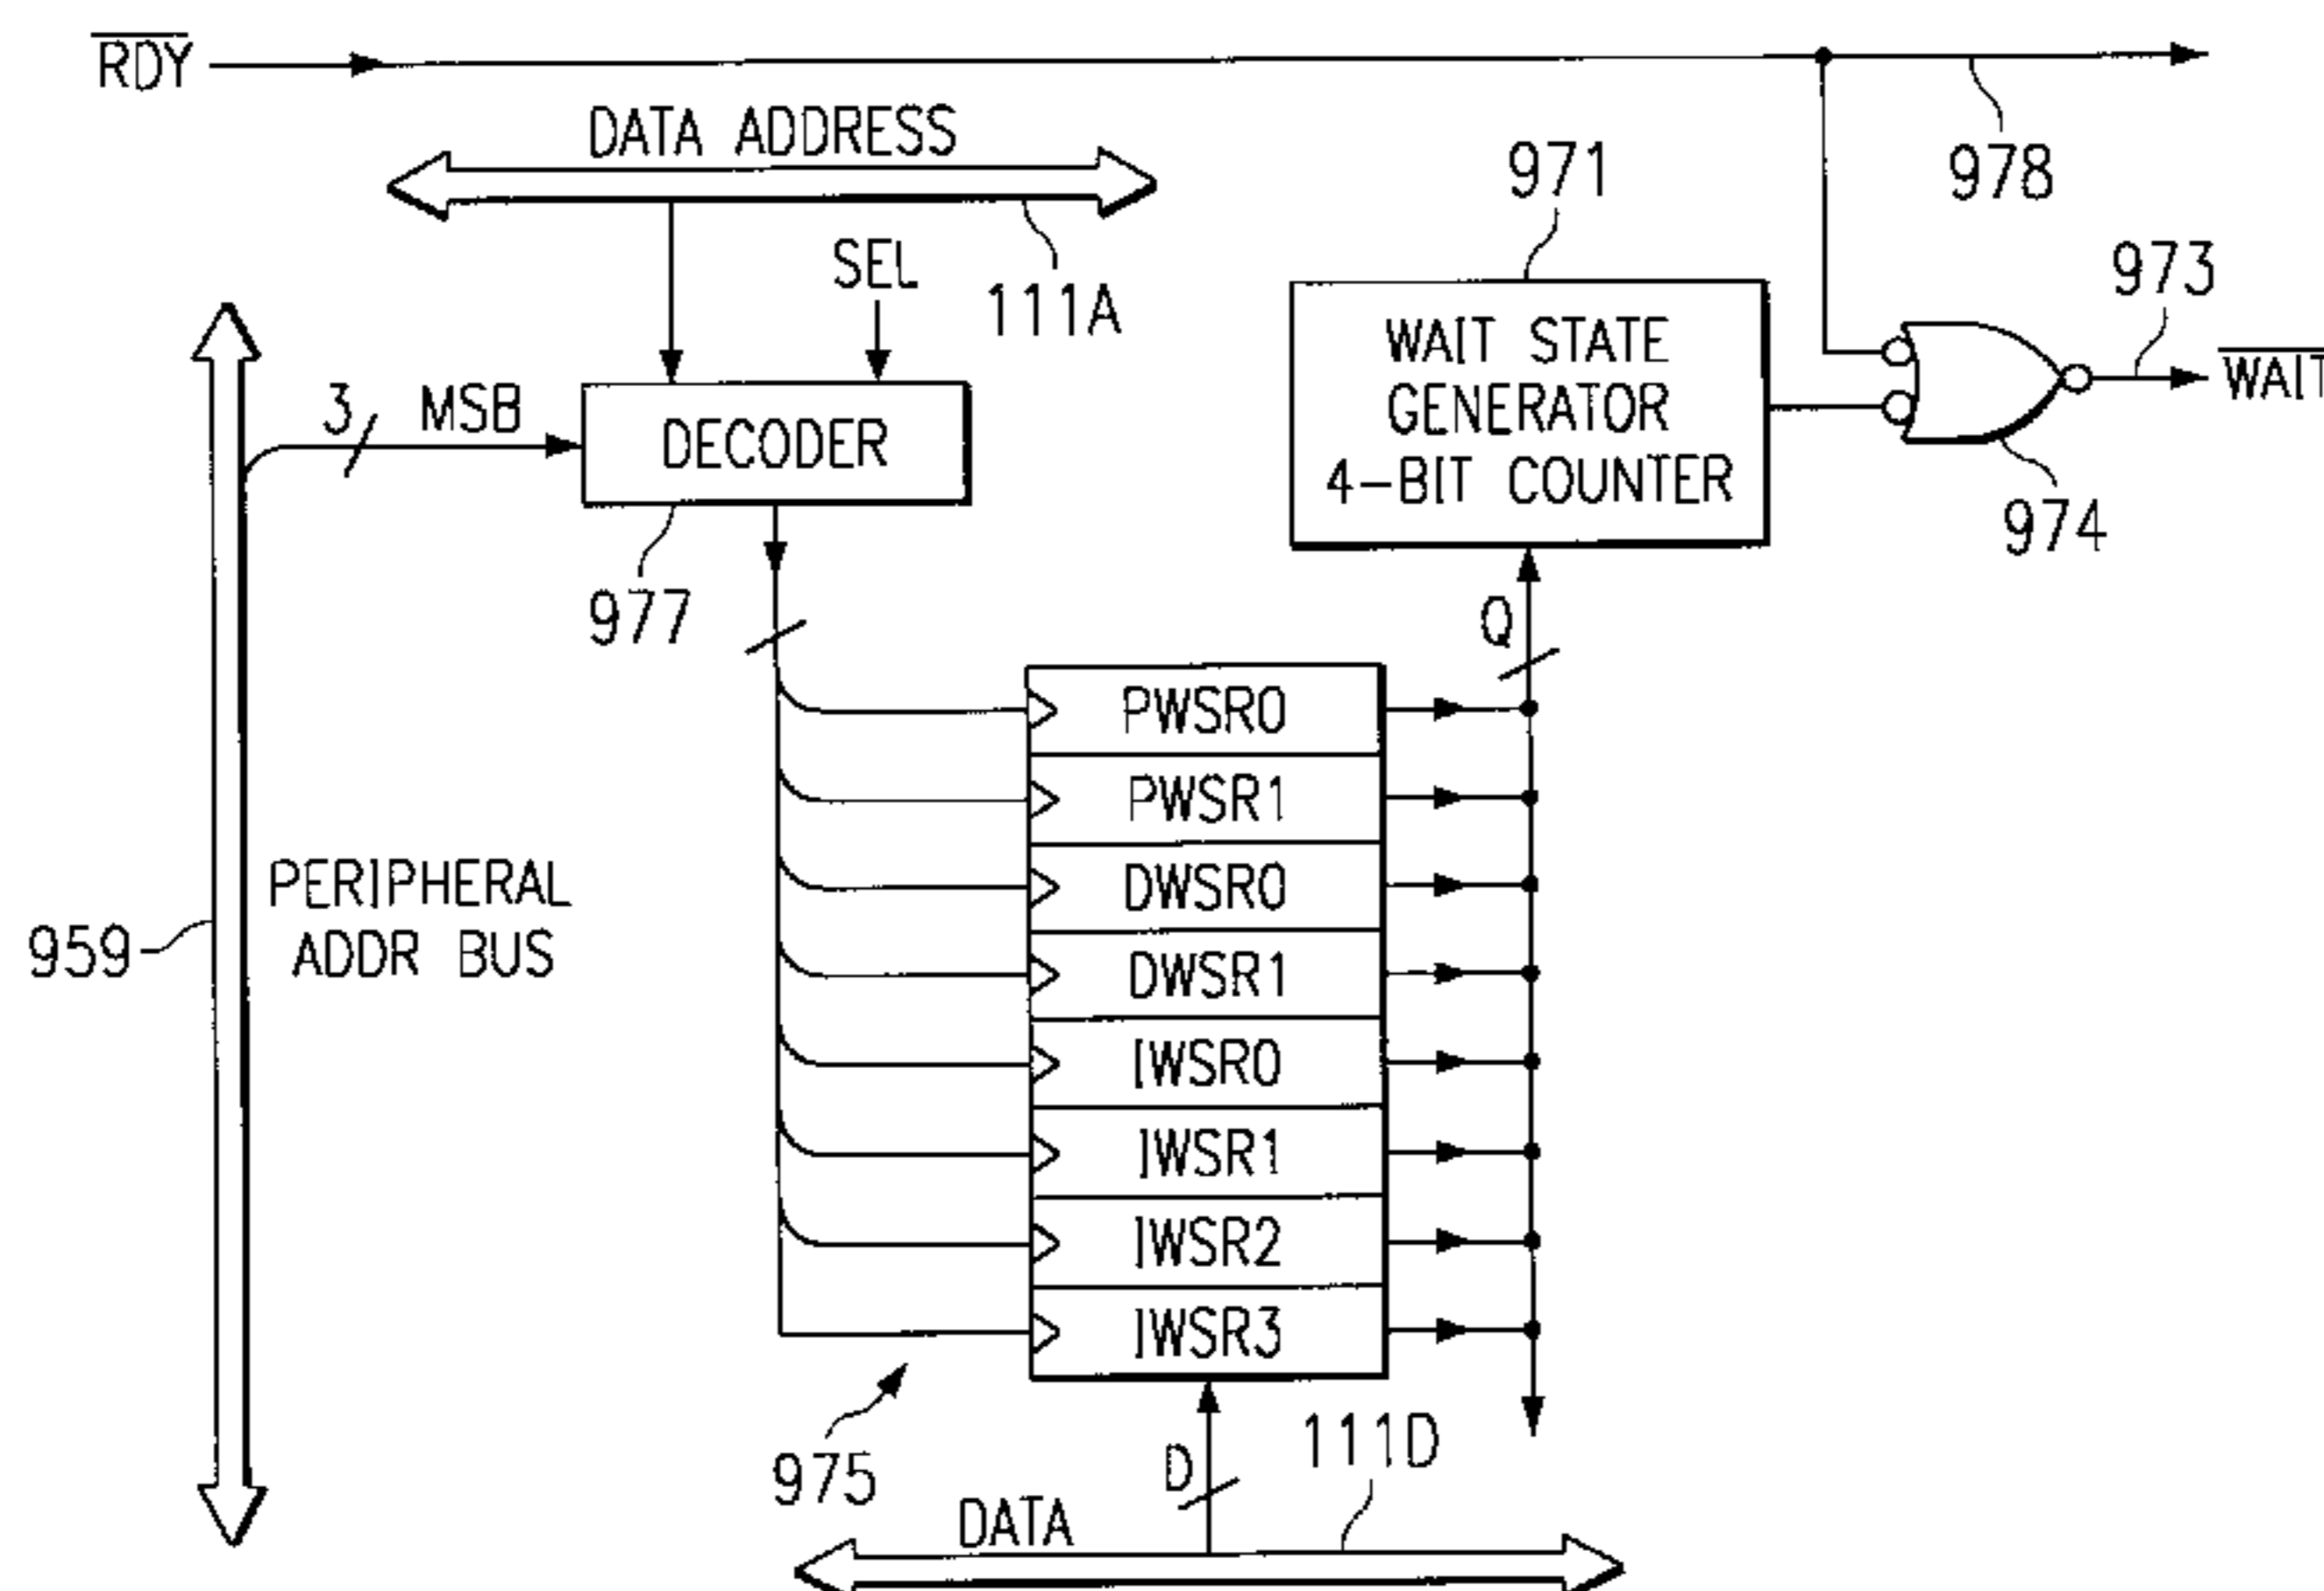 RDY
DATA ADDRESS
SEL
111A
971
978
973
WAIT
974
WAIT STATE
GENERATOR
4-BIT COUNTER
3
MSB
DECODER
977
Q
PERIPHERAL
ADDR BUS
959
PWSR0
PWSR1
DWSR0
DWSR1
IWSR0
IWSR1
IWSR2
IWSR3
975
D
111D
DATA